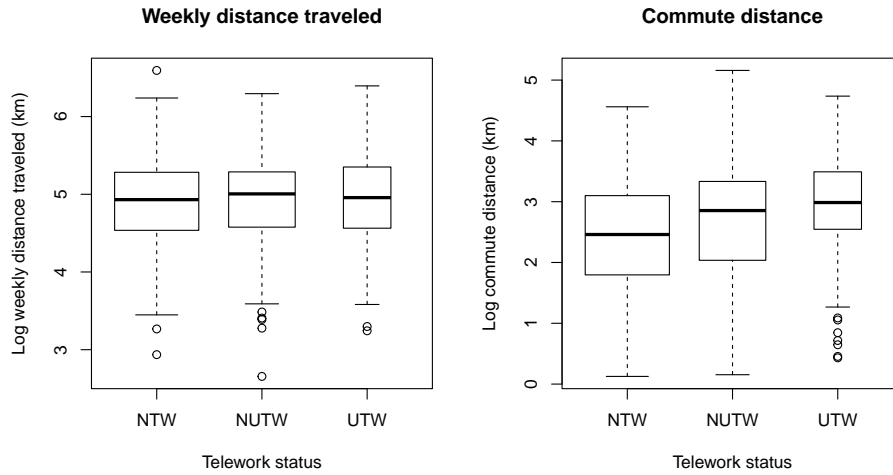 Weekly distance traveled
Log weekly distance traveled (km)
6
5
4
3
NTW
NUTW
UTW
Telework status
Commute distance
Log commute distance (km)
5
4
3
2
1
0
NTW
NUTW
UTW
Telework status